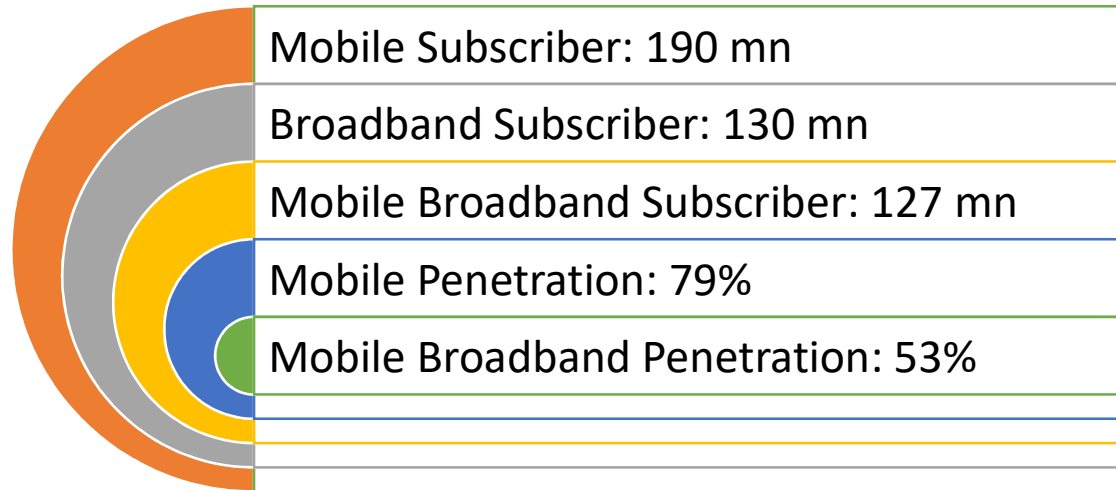 Mobile Subscriber: 190 mn
Broadband Subscriber: 130 mn
Mobile Broadband Subscriber: 127 mn
Mobile Penetration: 79%
Mobile Broadband Penetration: 53%